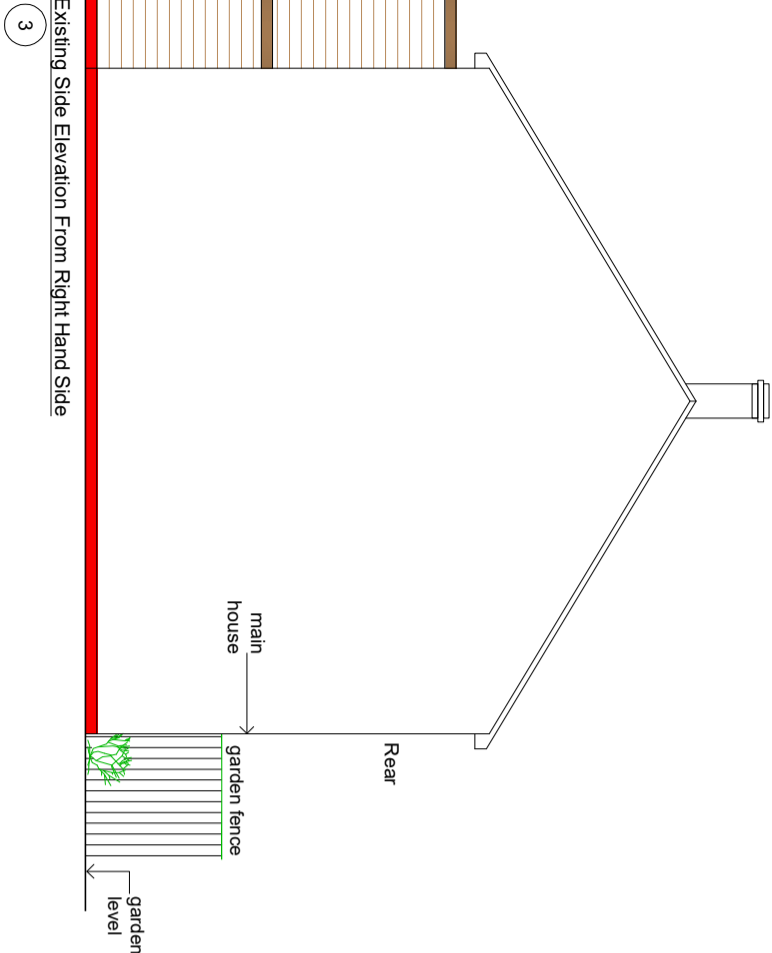 main
house
Rear
garden fence
garden
level
Existing Side Elevation From Right Hand Side
3